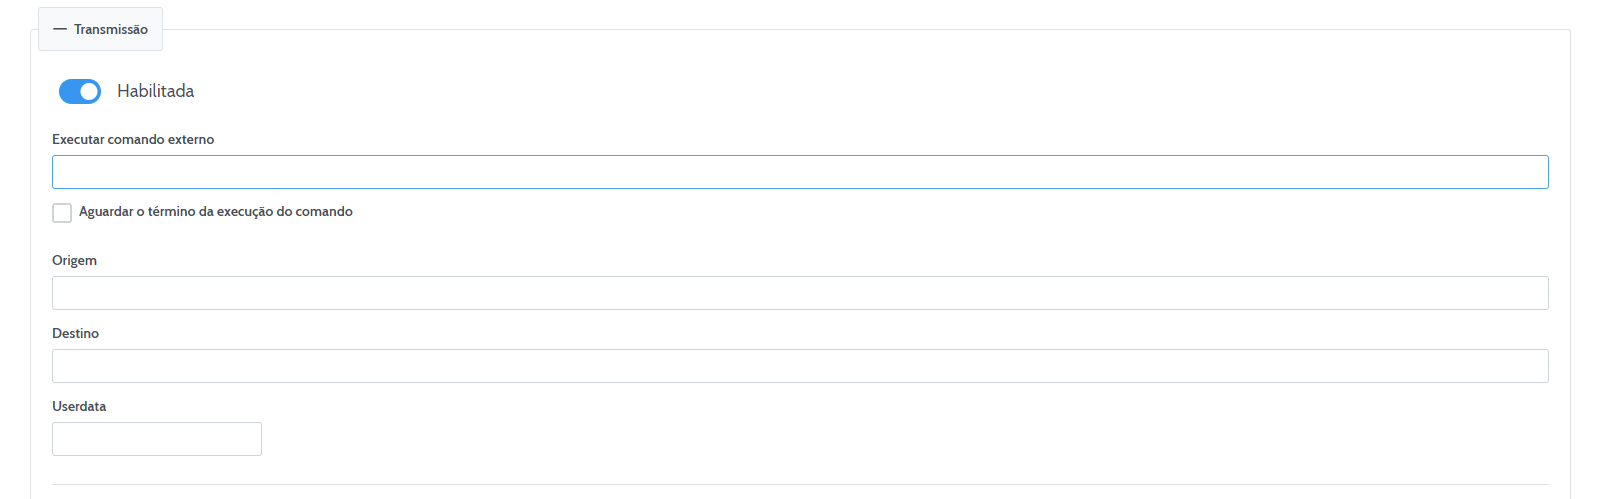 — Transmissão
Habilitada
Executar comando externo
Aguardar o término da execução do comando
Origem
Destino
Userdata